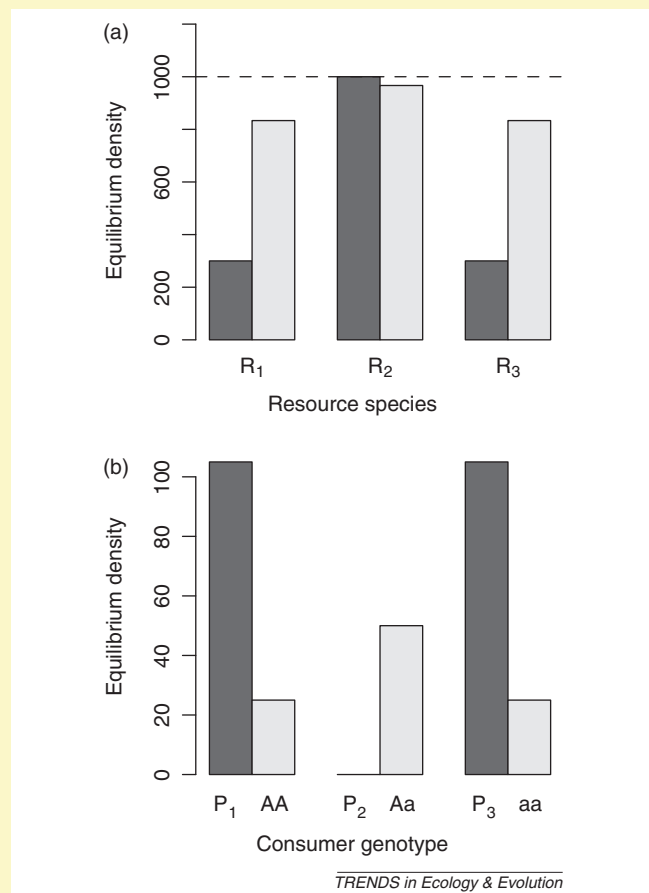 (a)
Equilibrium density
1000
600
200
0
R₁ R₂ R₃
Resource species
(b)
Equilibrium density
100
80
60
40
20
0
P₁ AA P₂ Aa P₃ aa
Consumer genotype
TRENDS in Ecology & Evolution